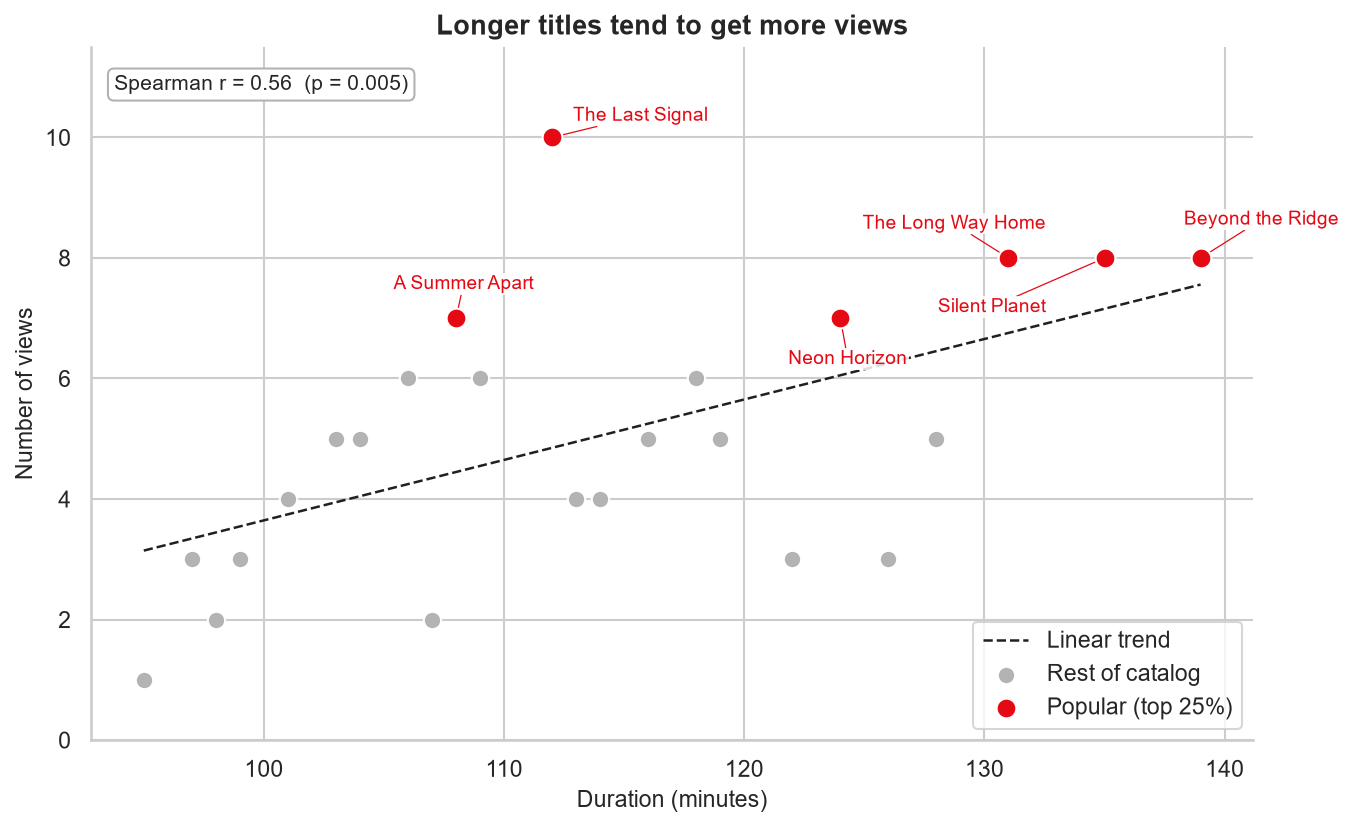 Longer titles tend to get more views
Spearman r = 0.56  (p = 0.005)
The Last Signal
The Long Way Home
Beyond the Ridge
A Summer Apart
Silent Planet
Neon Horizon
Number of views
10
8
6
4
2
0
Linear trend
Rest of catalog
Popular (top 25%)
100
110
120
130
140
Duration (minutes)